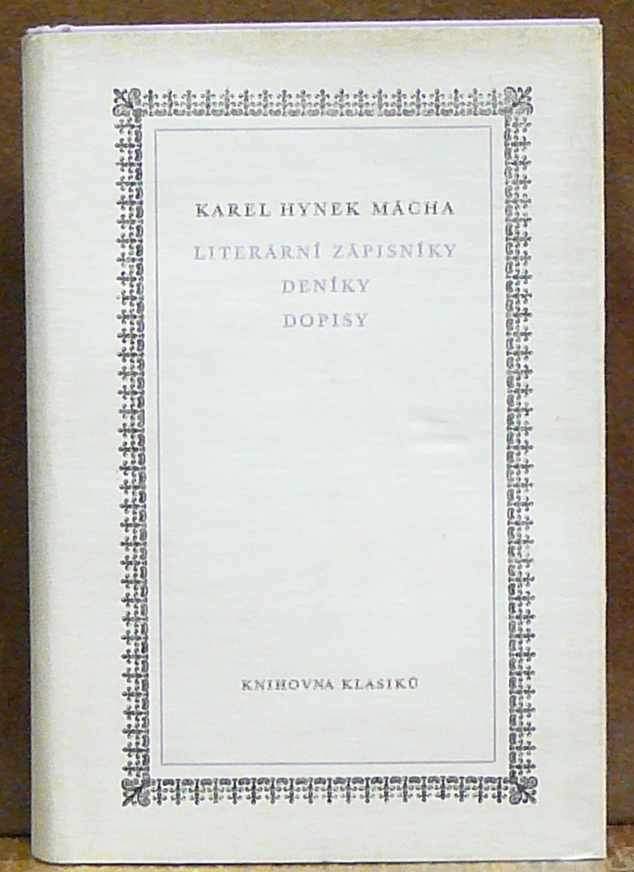 KAREL HYNEK MÁCHA
LITERÁRNÍ ZÁPISNÍKY
DENÍKY
DOPISY
KNIHOVNA KLASIKŮ